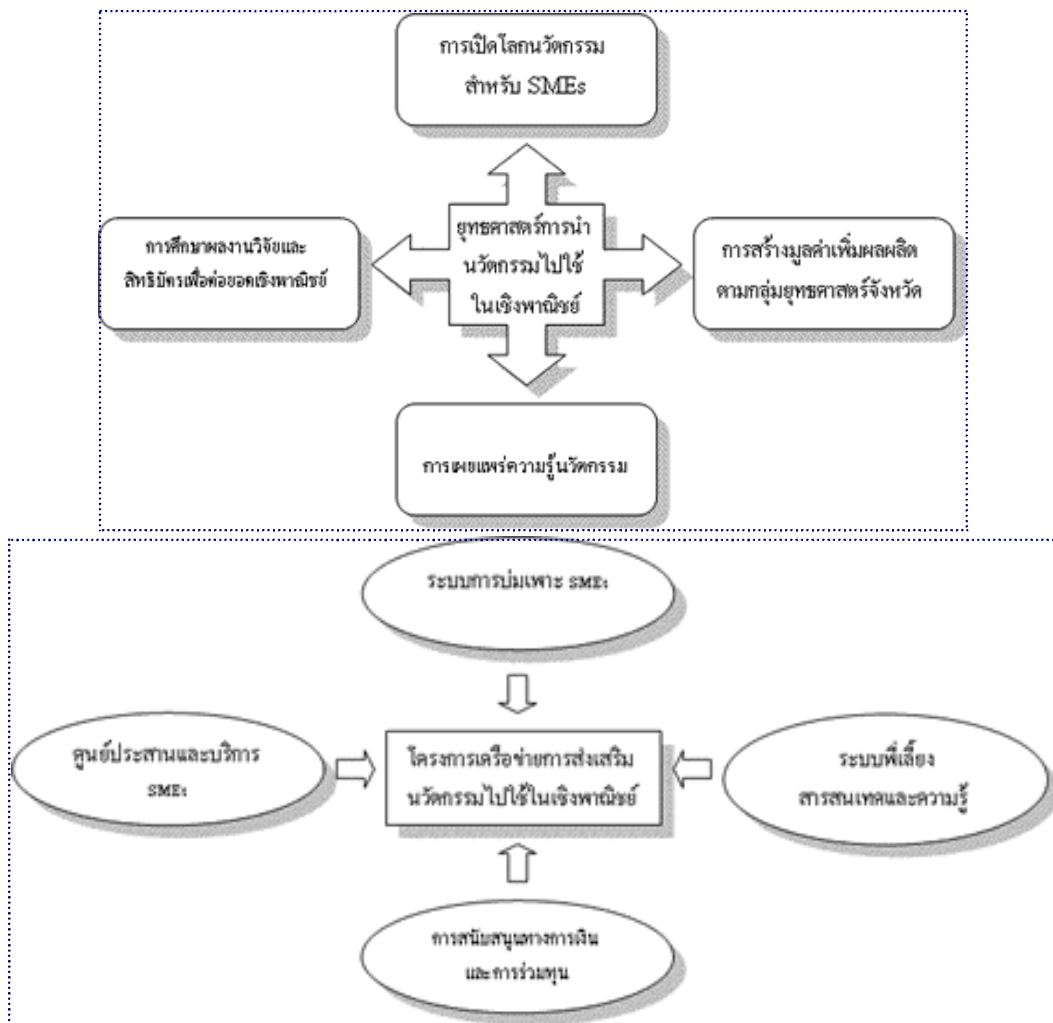 การเปิดโลกนวัตกรรม
สำหรับ SMEs
การศึกษาผลงานวิจัยและ
สิทธิบัตรเพื่อต่อยอดเชิงพาณิชย์
ยุทธศาสตร์การนำ
นวัตกรรมไปใช้
ในเชิงพาณิชย์
การสร้างมูลค่าเพิ่มผลผลิต
ตามกลุ่มยุทธศาสตร์จังหวัด
การเผยแพร่ความรู้นวัตกรรม
ระบบการบ่มเพาะ SMEs
ศูนย์ประสานและบริการ
SMEs
โครงการเครือข่ายการส่งเสริม
นวัตกรรมไปใช้ในเชิงพาณิชย์
ระบบพี่เลี้ยง
สารสนเทศและความรู้
การสนับสนุนทางการเงิน
และการร่วมทุน